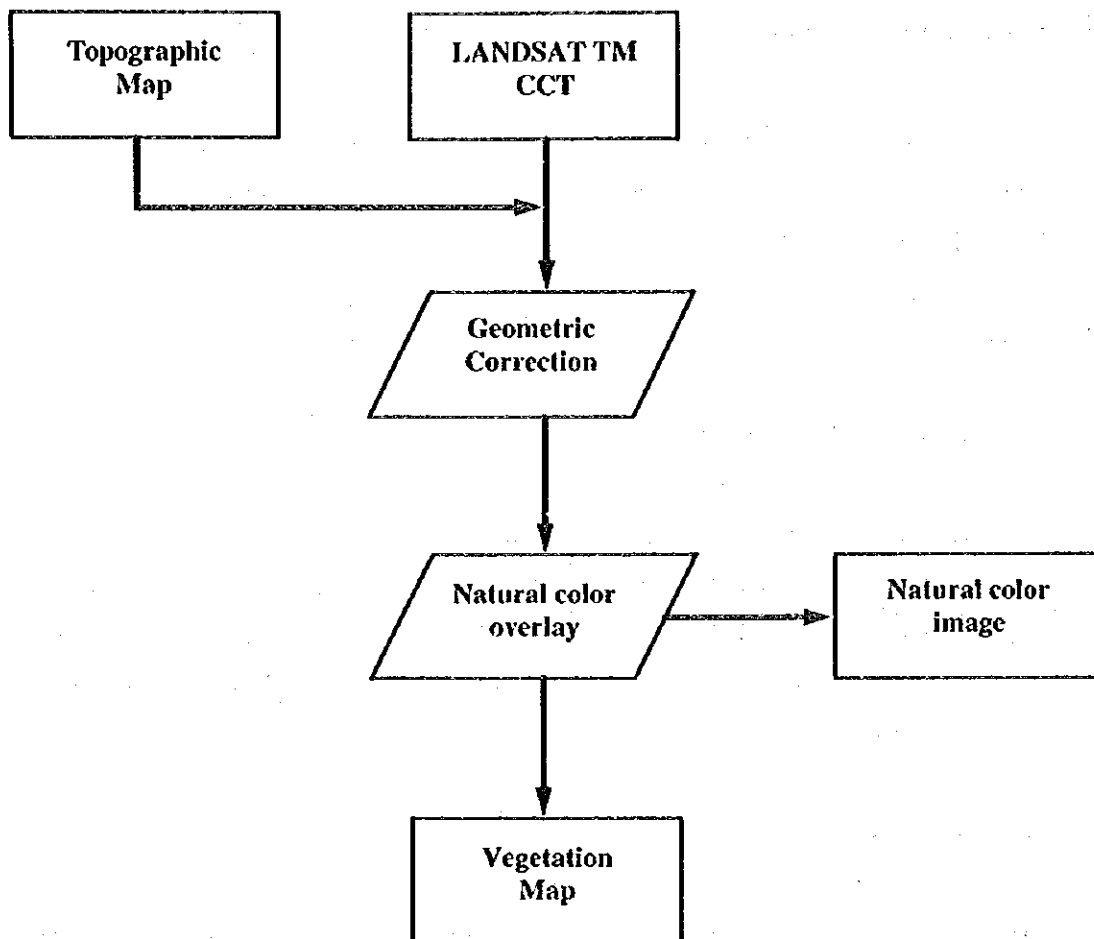 Topographic
Map
LANDSAT TM
CCT
Geometric
Correction
Natural color
overlay
Natural color
image
Vegetation
Map